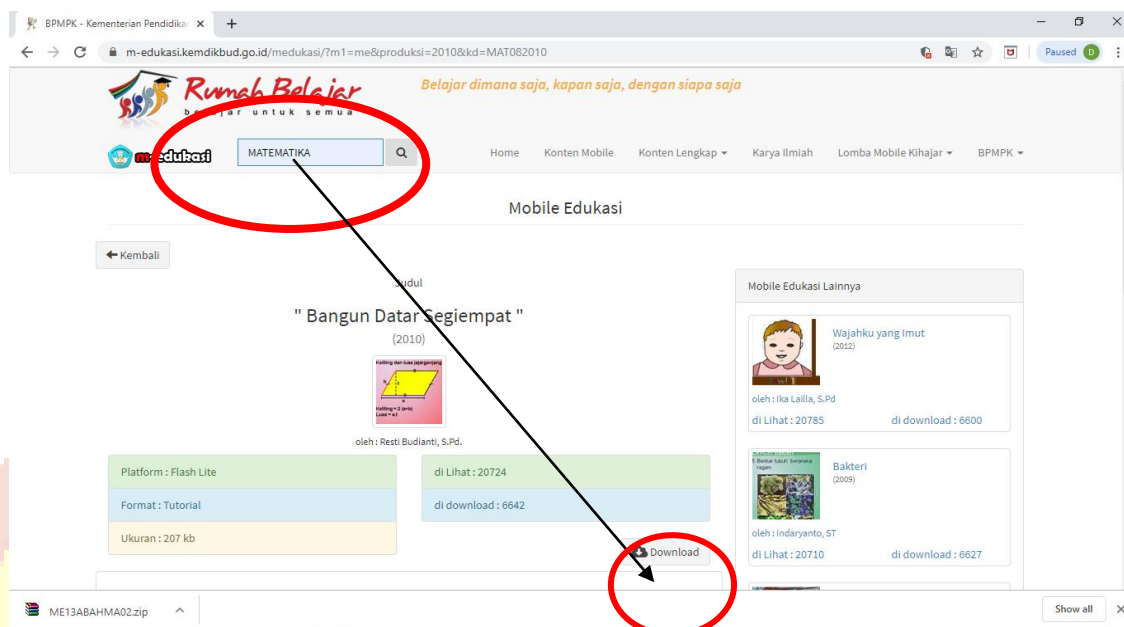 BPMPK - Kementerian Pendidika
m-edukasi.kemdikbud.go.id/medukasi/?m1=me&produksi=2010&kd=MAT082010
Paused D
Rumah Belajar
belajar untuk semua
Belajar dimana saja, kapan saja, dengan siapa saja
m-edukasi
MATEMATIKA
Home Konten Mobile Konten Lengkap Karya Ilmiah Lomba Mobile Kihajar BPMPK
Mobile Edukasi
Kembali
Judul
" Bangun Datar Segiempat "
(2010)
Keliling dan luas jajargenjang
Keliling = 2 (a+b)
Luas = a.t
oleh : Resti Budianti, S.Pd.
Platform : Flash Lite
Format : Tutorial
Ukuran : 207 kb
di Lihat : 20724
di download : 6642
Download
Mobile Edukasi Lainnya
Wajahku yang Imut
(2012)
oleh : Ika Lailla, S.Pd
di Lihat : 20785 di download : 6600
Bakteri
(2009)
oleh : Indaryanto, ST
di Lihat : 20710 di download : 6627
ME13ABAHMA02.zip
Show all